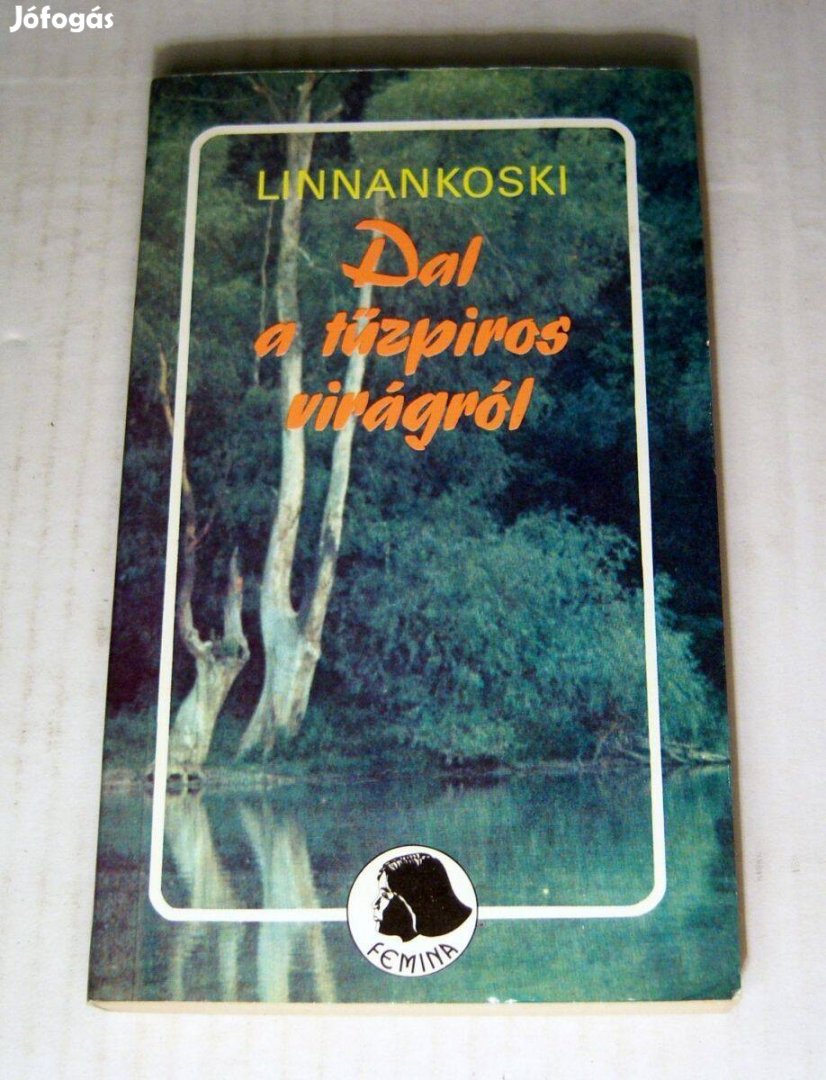 Jófogás
LINNANKOSKI
Dal
a tűzpiros
virágról
FEMINA